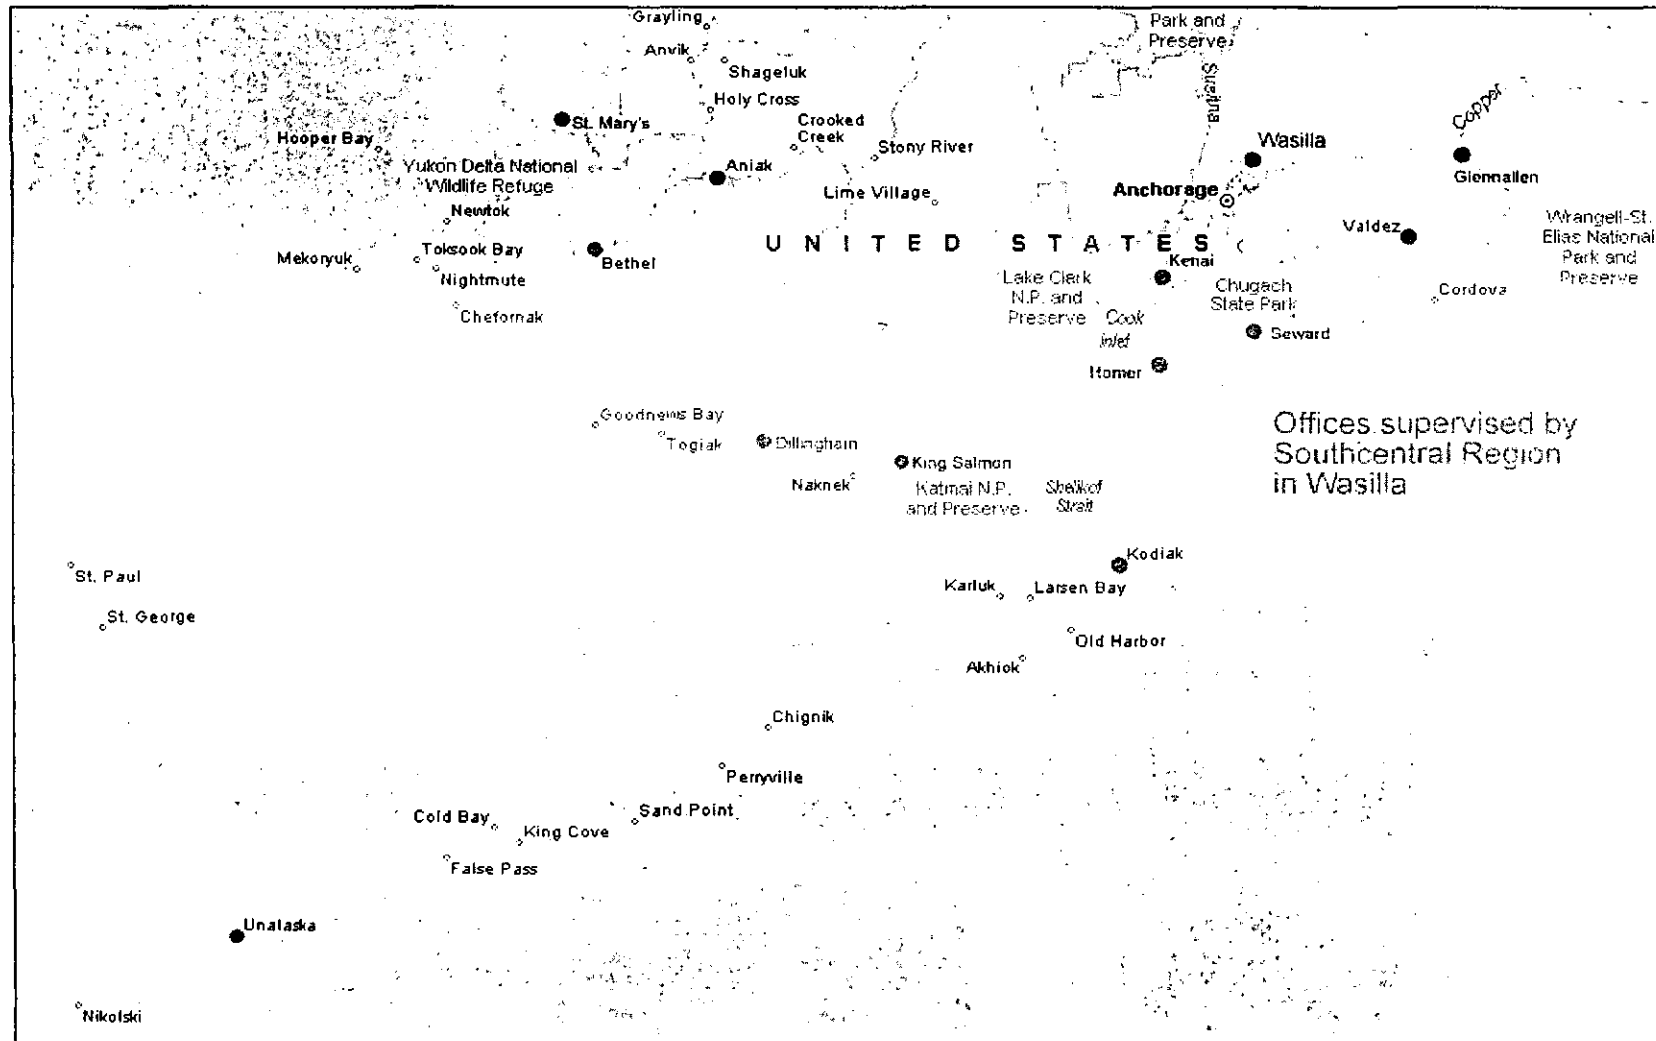 Grayling
Park and
Preserve
Anvik
Shageluk
Susitna
Holy Cross
Copper
St. Mary's
Crooked
Creek
Hooper Bay
Wasilla
Stony River
Yukon Delta National
Wildlife Refuge
Aniak
Glennallen
Lime Village
Anchorage
Newtok
Valdez
Wrangell-St.
Elias National
Park and
Preserve
UNITED STATES
Toksook Bay
Mekoryuk
Bethel
Kenai
Nightmute
Lake Clark
N.P. and
Preserve
Chugach
State Park
Cordova
Chefornak
Cook
Inlet
Seward
Homer
Goodnews Bay
Togiak
Dillingham
Offices supervised by
Southcentral Region
in Wasilla
King Salmon
Naknek
Katmai N.P.
and Preserve
Shelikof
Strait
Kodiak
St. Paul
Karluk
Larsen Bay
St. George
Old Harbor
Akhiok
Chignik
Perryville
Sand Point
Cold Bay
King Cove
False Pass
Unalaska
Nikolski